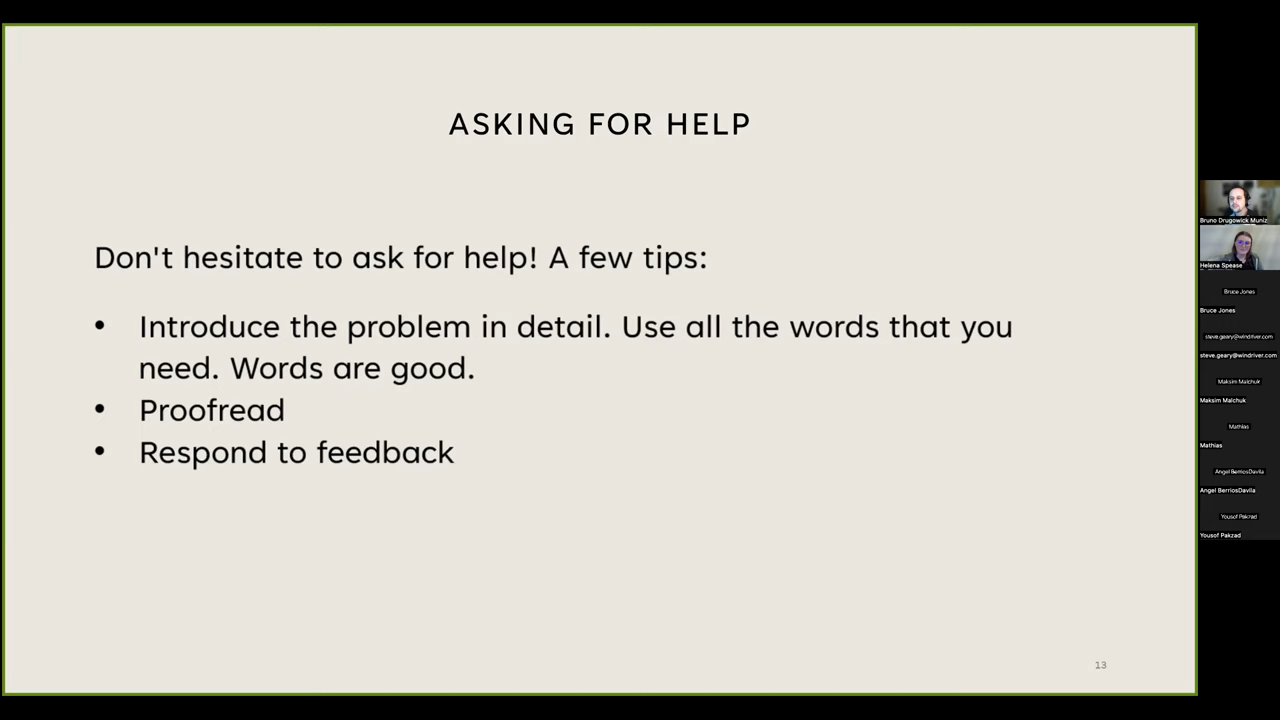 ASKING FOR HELP
Don't hesitate to ask for help! A few tips:
• Introduce the problem in detail. Use all the words that you
need. Words are good.
• Proofread
• Respond to feedback
13
Bruno Drugowick Muniz
Helena Spease
Bruce Jones
Bruce Jones
steve.geary@windriver.com
steve.geary@windriver.com
Maksim Malchuk
Maksim Malchuk
Mathias
Mathias
Angel BerriosDavila
Angel BerriosDavila
Yousof Pakzad
Yousof Pakzad